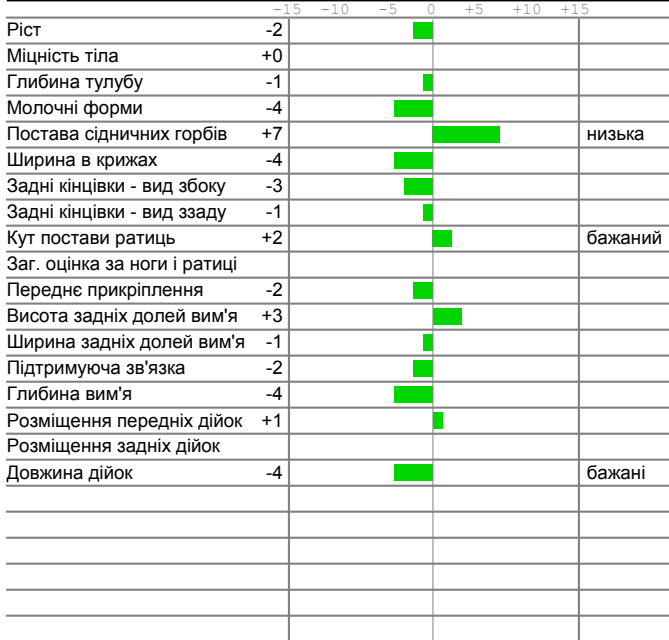 -15 -10 -5 0 +5 +10 +15
Ріст -2
Міцність тіла +0
Глибина тулубу -1
Молочні форми -4
Постава сідничних горбів +7 низька
Ширина в крижах -4
Задні кінцівки - вид збоку -3
Задні кінцівки - вид ззаду -1
Кут постави ратиць +2 бажаний
Заг. оцінка за ноги і ратиці
Переднє прикріплення -2
Висота задніх долей вим'я +3
Ширина задніх долей вим'я -1
Підтримуюча зв'язка -2
Глибина вим'я -4
Розміщення передніх дійок +1
Розміщення задніх дійок
Довжина дійок -4 бажані